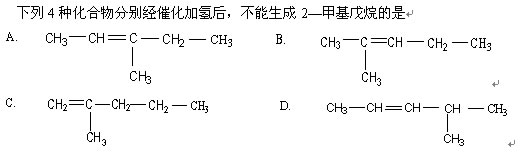 下列4种化合物分别经催化加氢后，不能生成2—甲基戊烷的是↵
A. CH₃—CH=C—CH₂—CH₃ B. CH₃—C=CH—CH₂—CH₃
CH₃ CH₃ ↵
C. CH₂=C—CH₂—CH₂—CH₃ D. CH₃—CH=CH—CH—CH₃
CH₃ CH₃ ↵